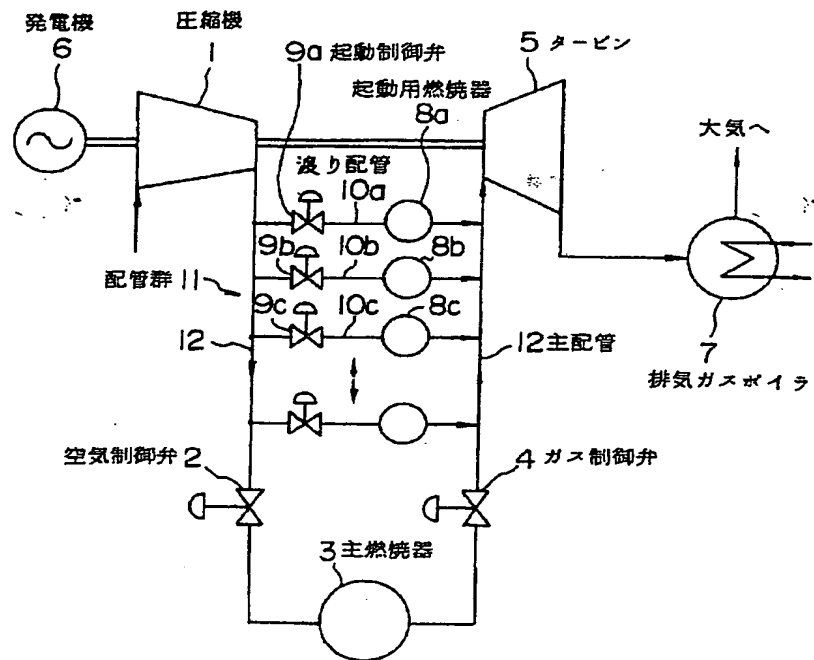 発電機
6
圧縮機
1
9a 起動制御弁
5 タービン
起動用燃焼器
8a
大気へ
渡り配管
10a
9b
10b
8b
配管群 11
9c
10c
8c
12
12主配管
7
排気ガスボイラ
空気制御弁 2
4 ガス制御弁
3 主燃焼器